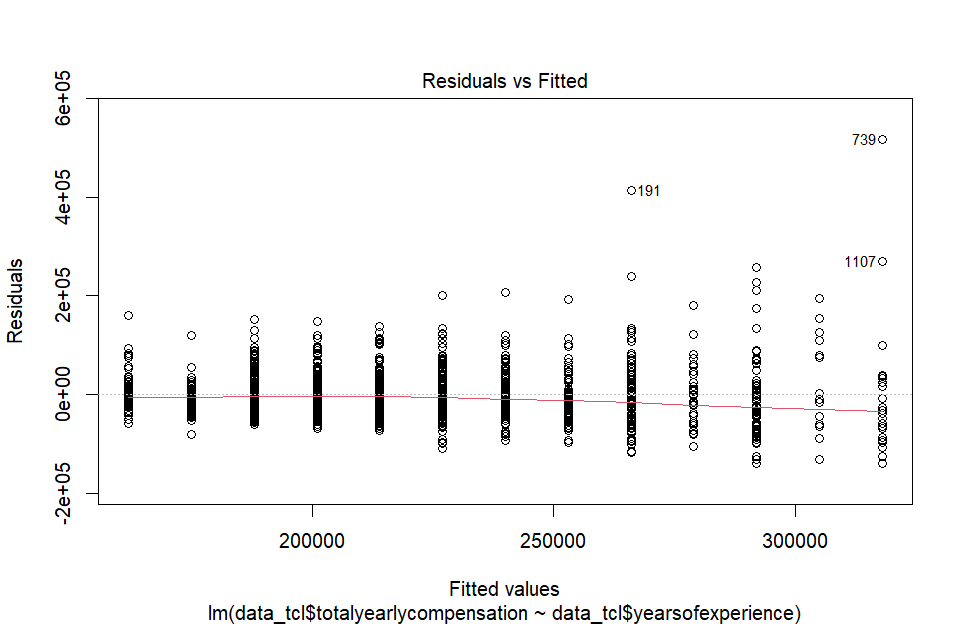 Residuals vs Fitted
6e+05
4e+05
2e+05
0e+00
-2e+05
Residuals
739
191
1107
200000 250000 300000
Fitted values
lm(data_tcl$totalyearlycompensation ~ data_tcl$yearsofexperience)